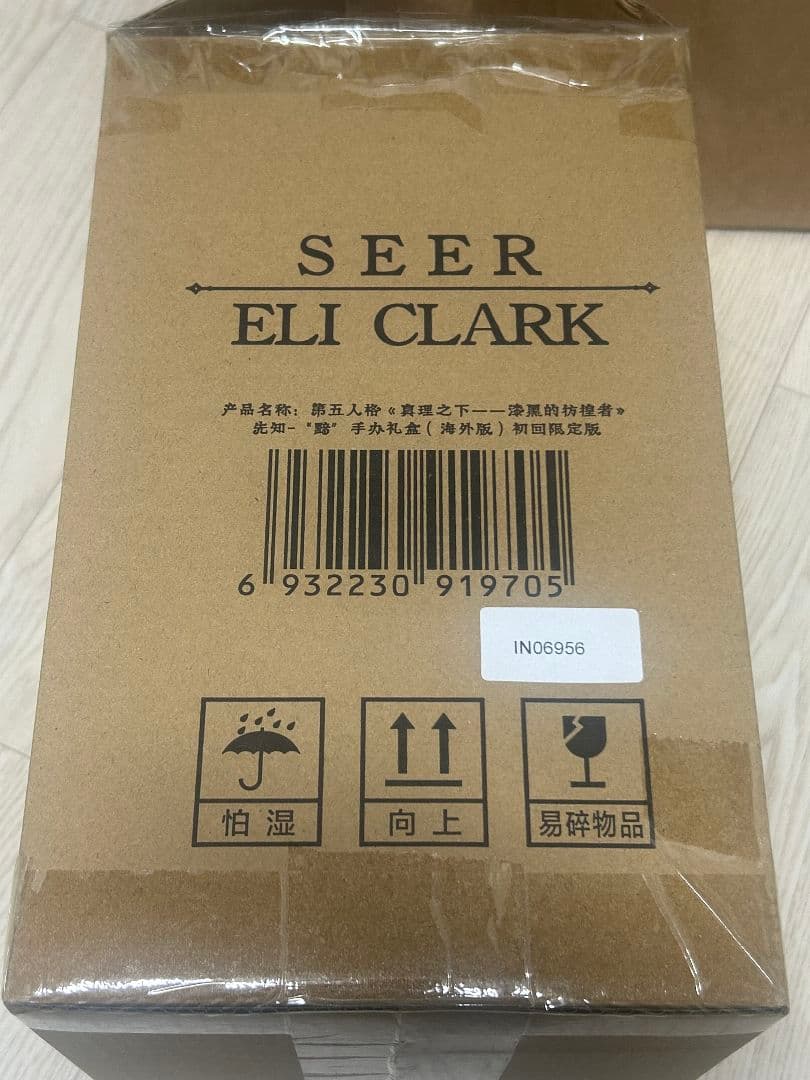 SEER
ELI CLARK
产品名称：第五人格《真理之下——漆黑的彷徨者》
先知-“黯”手办礼盒（海外版）初回限定版
6 932230 919705
IN06956
怕湿 向上 易碎物品